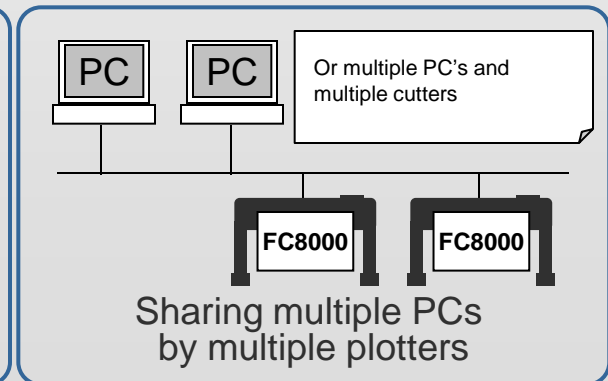 PC
PC
Or multiple PC's and
multiple cutters
FC8000
FC8000
Sharing multiple PCs
by multiple plotters